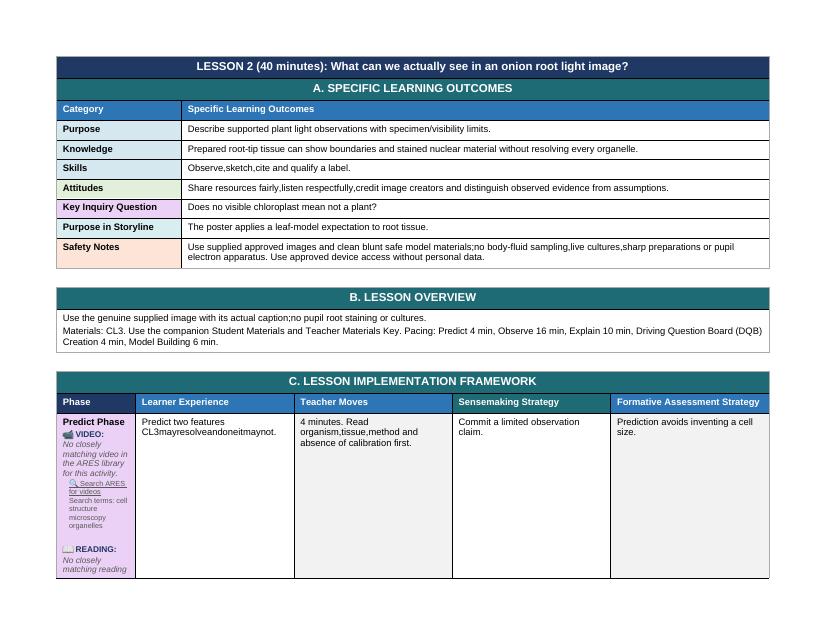 LESSON 2 (40 minutes): What can we actually see in an onion root light image?
A. SPECIFIC LEARNING OUTCOMES
Category
Specific Learning Outcomes
Purpose
Describe supported plant light observations with specimen/visibility limits.
Knowledge
Prepared root-tip tissue can show boundaries and stained nuclear material without resolving every organelle.
Skills
Observe,sketch,cite and qualify a label.
Attitudes
Share resources fairly,listen respectfully,credit image creators and distinguish observed evidence from assumptions.
Key Inquiry Question
Does no visible chloroplast mean not a plant?
Purpose in Storyline
The poster applies a leaf-model expectation to root tissue.
Safety Notes
Use supplied approved images and clean blunt safe model materials;no body-fluid sampling,live cultures,sharp preparations or pupil
electron apparatus. Use approved device access without personal data.
B. LESSON OVERVIEW
Use the genuine supplied image with its actual caption;no pupil root staining or cultures.
Materials: CL3. Use the companion Student Materials and Teacher Materials Key. Pacing: Predict 4 min, Observe 16 min, Explain 10 min, Driving Question Board (DQB)
Creation 4 min, Model Building 6 min.
C. LESSON IMPLEMENTATION FRAMEWORK
Phase
Learner Experience
Teacher Moves
Sensemaking Strategy
Formative Assessment Strategy
Predict Phase
📹 VIDEO:
No closely
matching video in
the ARES library
for this activity.
🔍 Search ARES
for videos
Search terms: cell
structure
microscopy
organelles
📖 READING:
No closely
matching reading
Predict two features
CL3mayresolveandoneitmaynot.
4 minutes. Read
organism,tissue,method and
absence of calibration first.
Commit a limited observation
claim.
Prediction avoids inventing a cell
size.